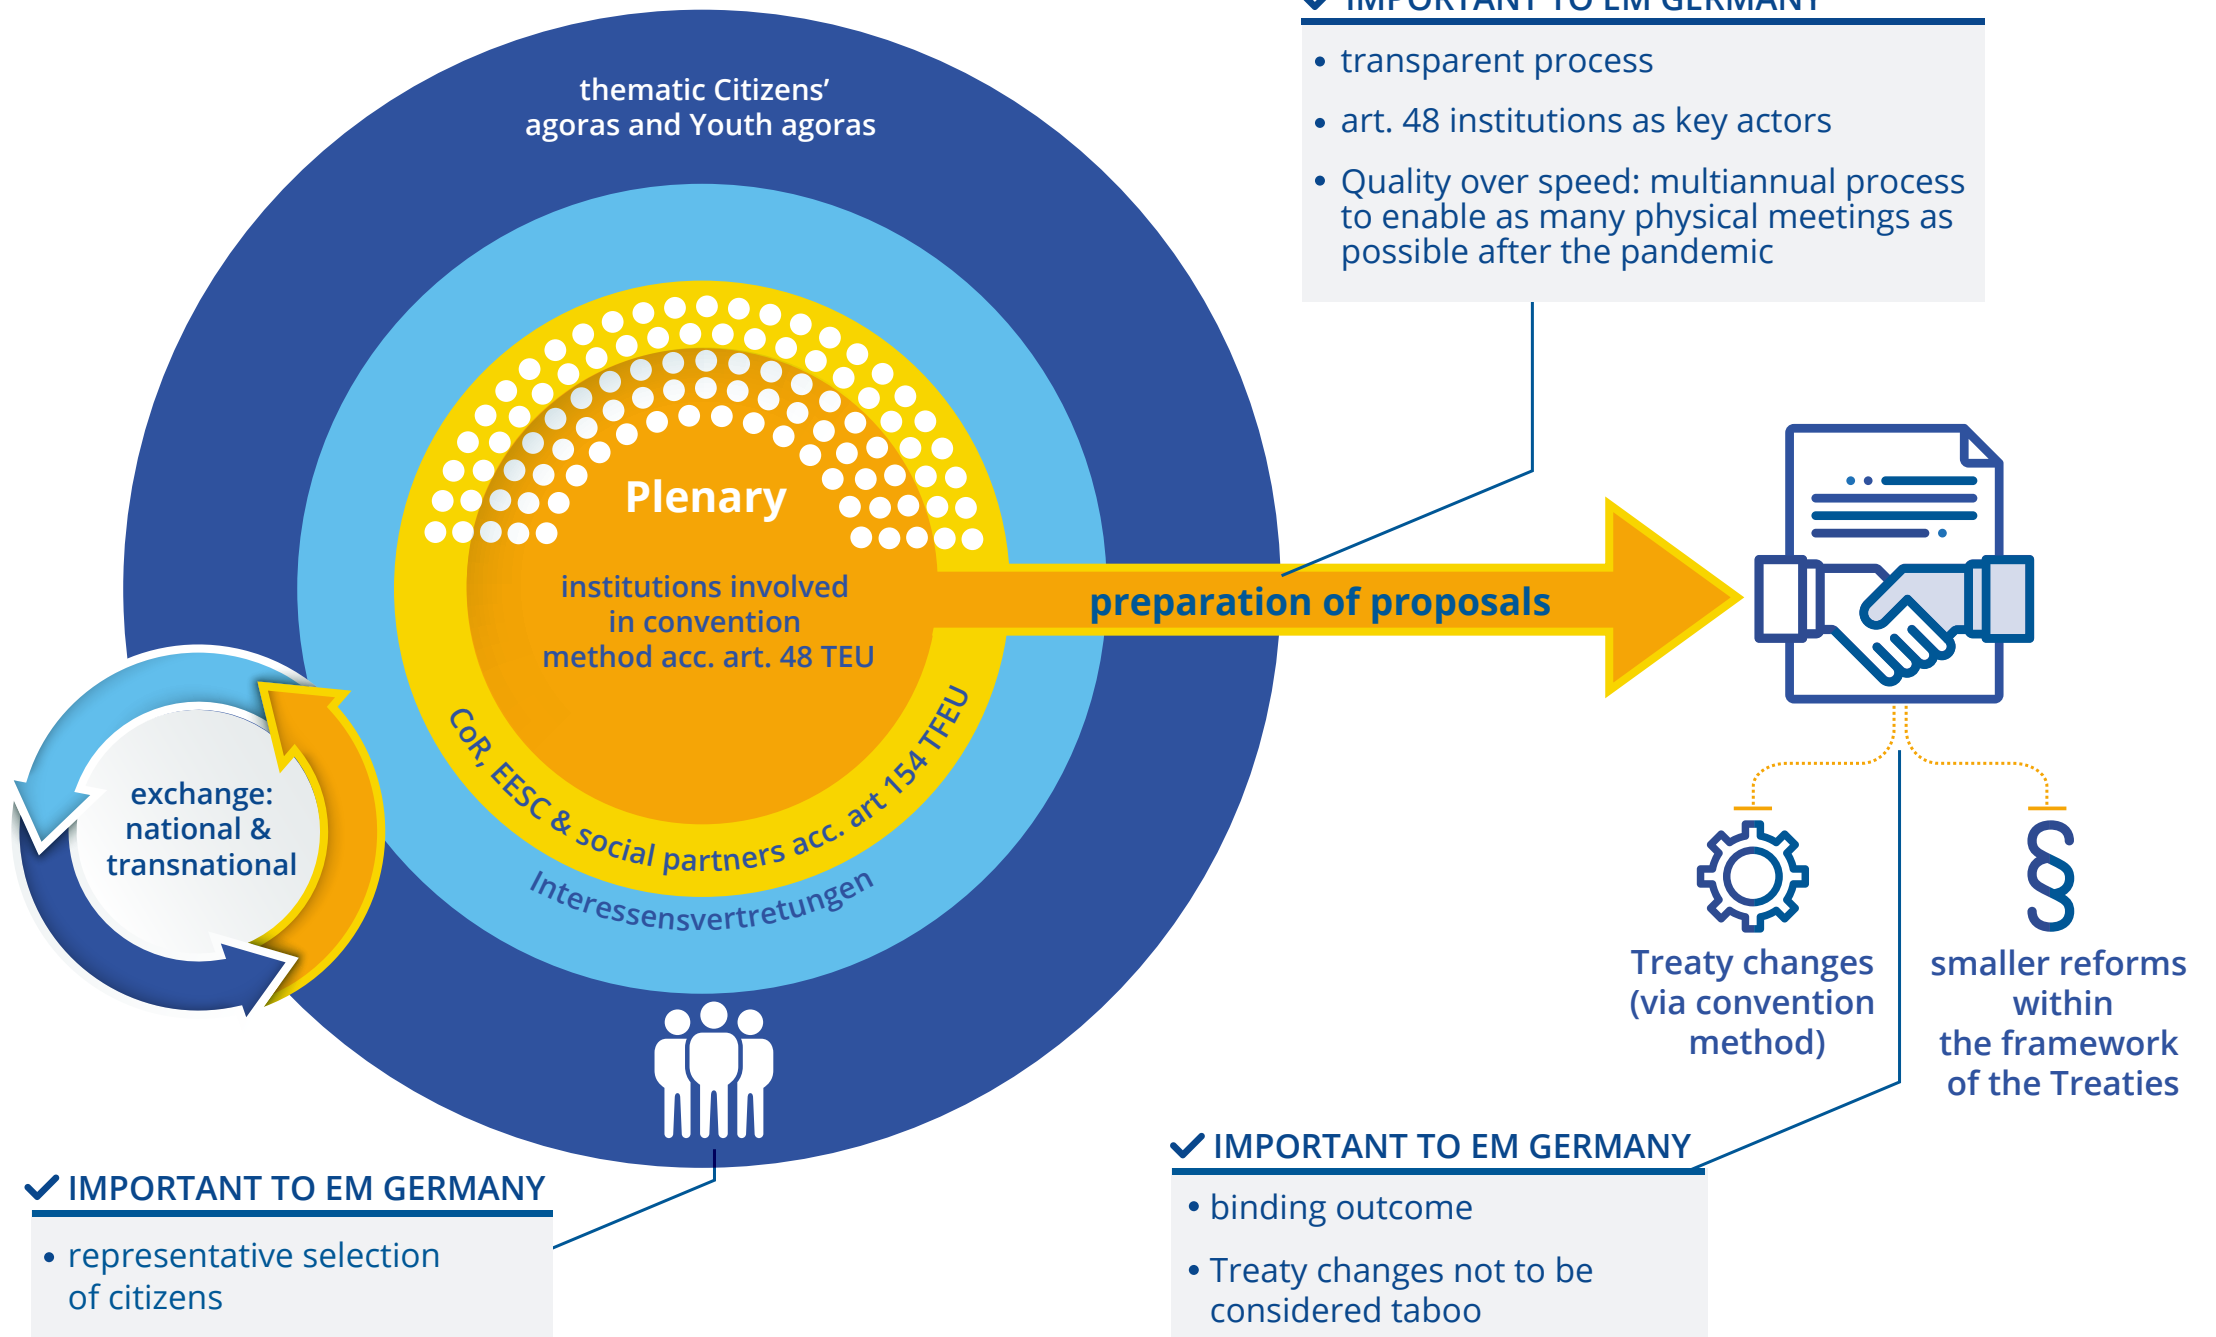 IMPORTANT TO EM GERMANY
• transparent process
• art. 48 institutions as key actors
• Quality over speed: multiannual process
to enable as many physical meetings as
possible after the pandemic
thematic Citizens’
agoras and Youth agoras
Plenary
institutions involved
in convention
method acc. art. 48 TEU
CoR, EESC & social partners acc. art 154 TFEU
Interessensvertretungen
preparation of proposals
exchange:
national &
transnational
Treaty changes
(via convention
method)
smaller reforms
within
the framework
of the Treaties
IMPORTANT TO EM GERMANY
• representative selection
of citizens
IMPORTANT TO EM GERMANY
• binding outcome
• Treaty changes not to be
considered taboo